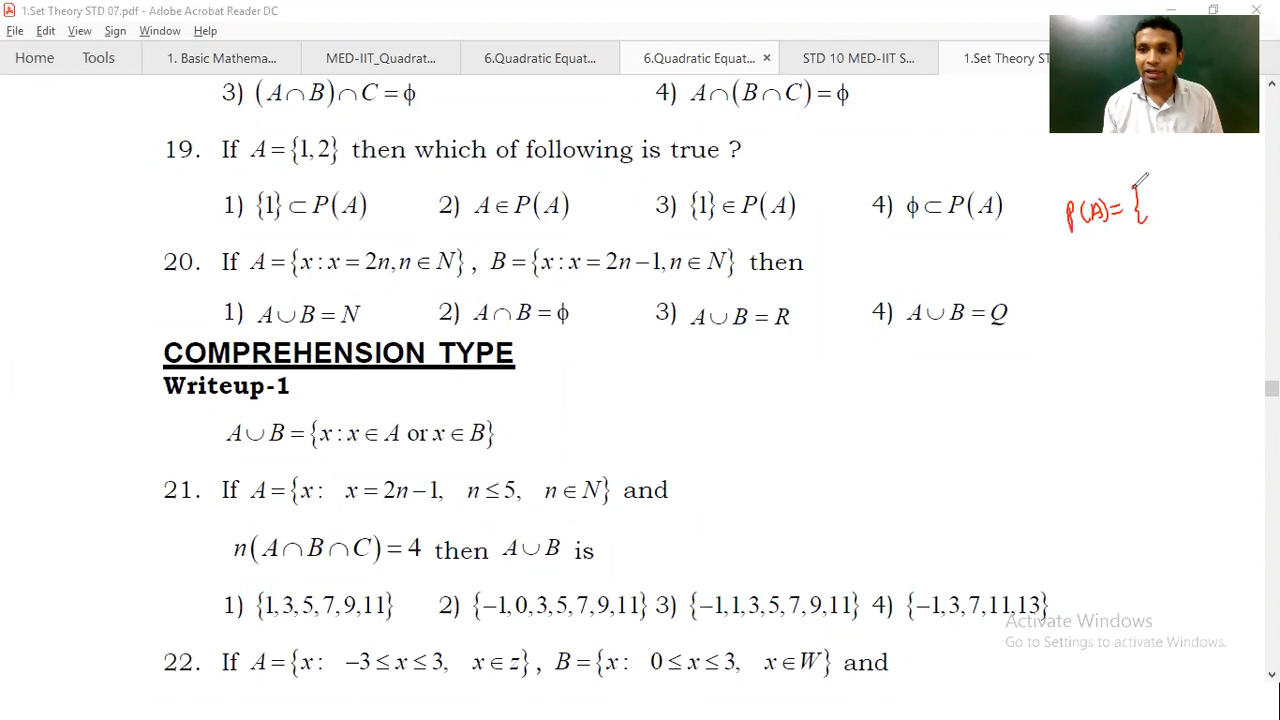 1.Set Theory STD 07.pdf - Adobe Acrobat Reader DC
File Edit View Sign Window Help
Home Tools 1. Basic Mathema... MED-IIT_Quadrat... 6.Quadratic Equat... 6.Quadratic Equat... × STD 10 MED-IIT S... 1.Set Theory STD
3) (A∩B)∩C=ϕ 4) A∩(B∩C)=ϕ
19. If A={1,2} then which of following is true ?
1) {1}⊂P(A) 2) A∈P(A) 3) {1}∈P(A) 4) ϕ⊂P(A) P(A)={
20. If A={x:x=2n,n∈N}, B={x:x=2n−1,n∈N} then
1) A∪B=N 2) A∩B=ϕ 3) A∪B=R 4) A∪B=Q
COMPREHENSION TYPE
Writeup-1
A∪B={x:x∈A or x∈B}
21. If A={x: x=2n−1, n≤5, n∈N} and
n(A∩B∩C)=4 then A∪B is
1) {1,3,5,7,9,11} 2) {−1,0,3,5,7,9,11} 3) {−1,1,3,5,7,9,11} 4) {−1,3,7,11,13}
Activate Windows
Go to Settings to activate Windows.
22. If A={x: −3≤x≤3, x∈z}, B={x: 0≤x≤3, x∈W} and